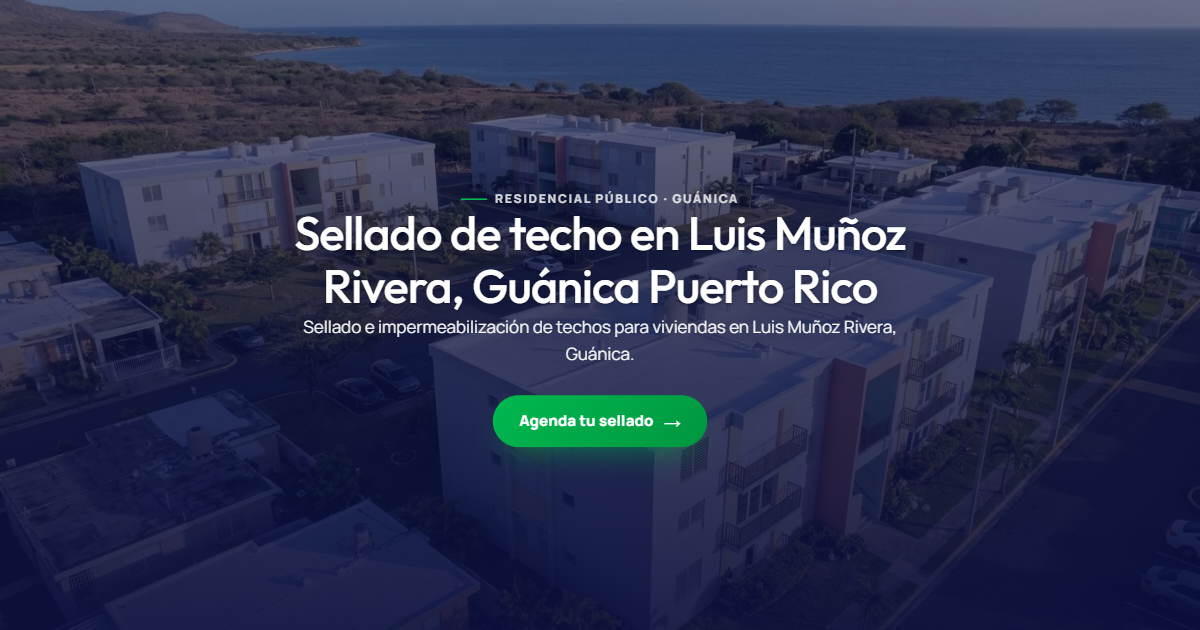 RESIDENCIAL PÚBLICO · GUÁNICA
Sellado de techo en Luis Muñoz
Rivera, Guánica Puerto Rico
Sellado e impermeabilización de techos para viviendas en Luis Muñoz Rivera,
Guánica.
Agenda tu sellado →